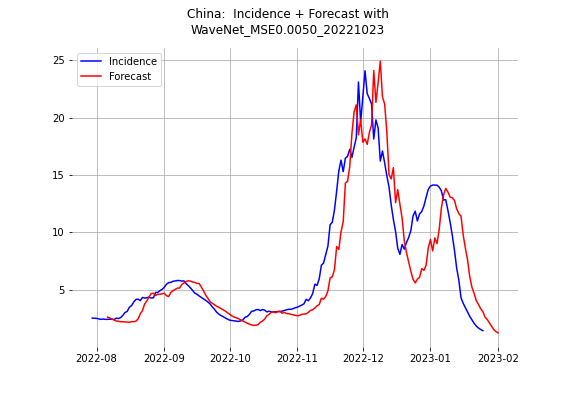 China:  Incidence + Forecast with
WaveNet_MSE0.0050_20221023
Incidence
Forecast
25
20
15
10
5
2022-08 2022-09 2022-10 2022-11 2022-12 2023-01 2023-02